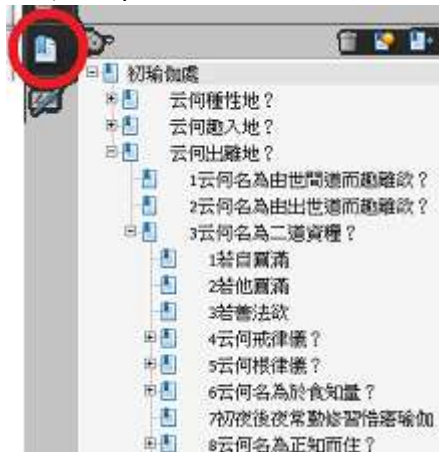 初瑜伽處
云何種性地？
云何趣入地？
云何出離地？
1云何名為由世間道而趣離欲？
2云何名為由出世道而趣離欲？
3云何名為二道資糧？
1若自圓滿
2若他圓滿
3若善法欲
4云何戒律儀？
5云何根律儀？
6云何名為於食知量？
7初夜後夜常勤修習悎寤瑜伽
8云何名為正知而住？